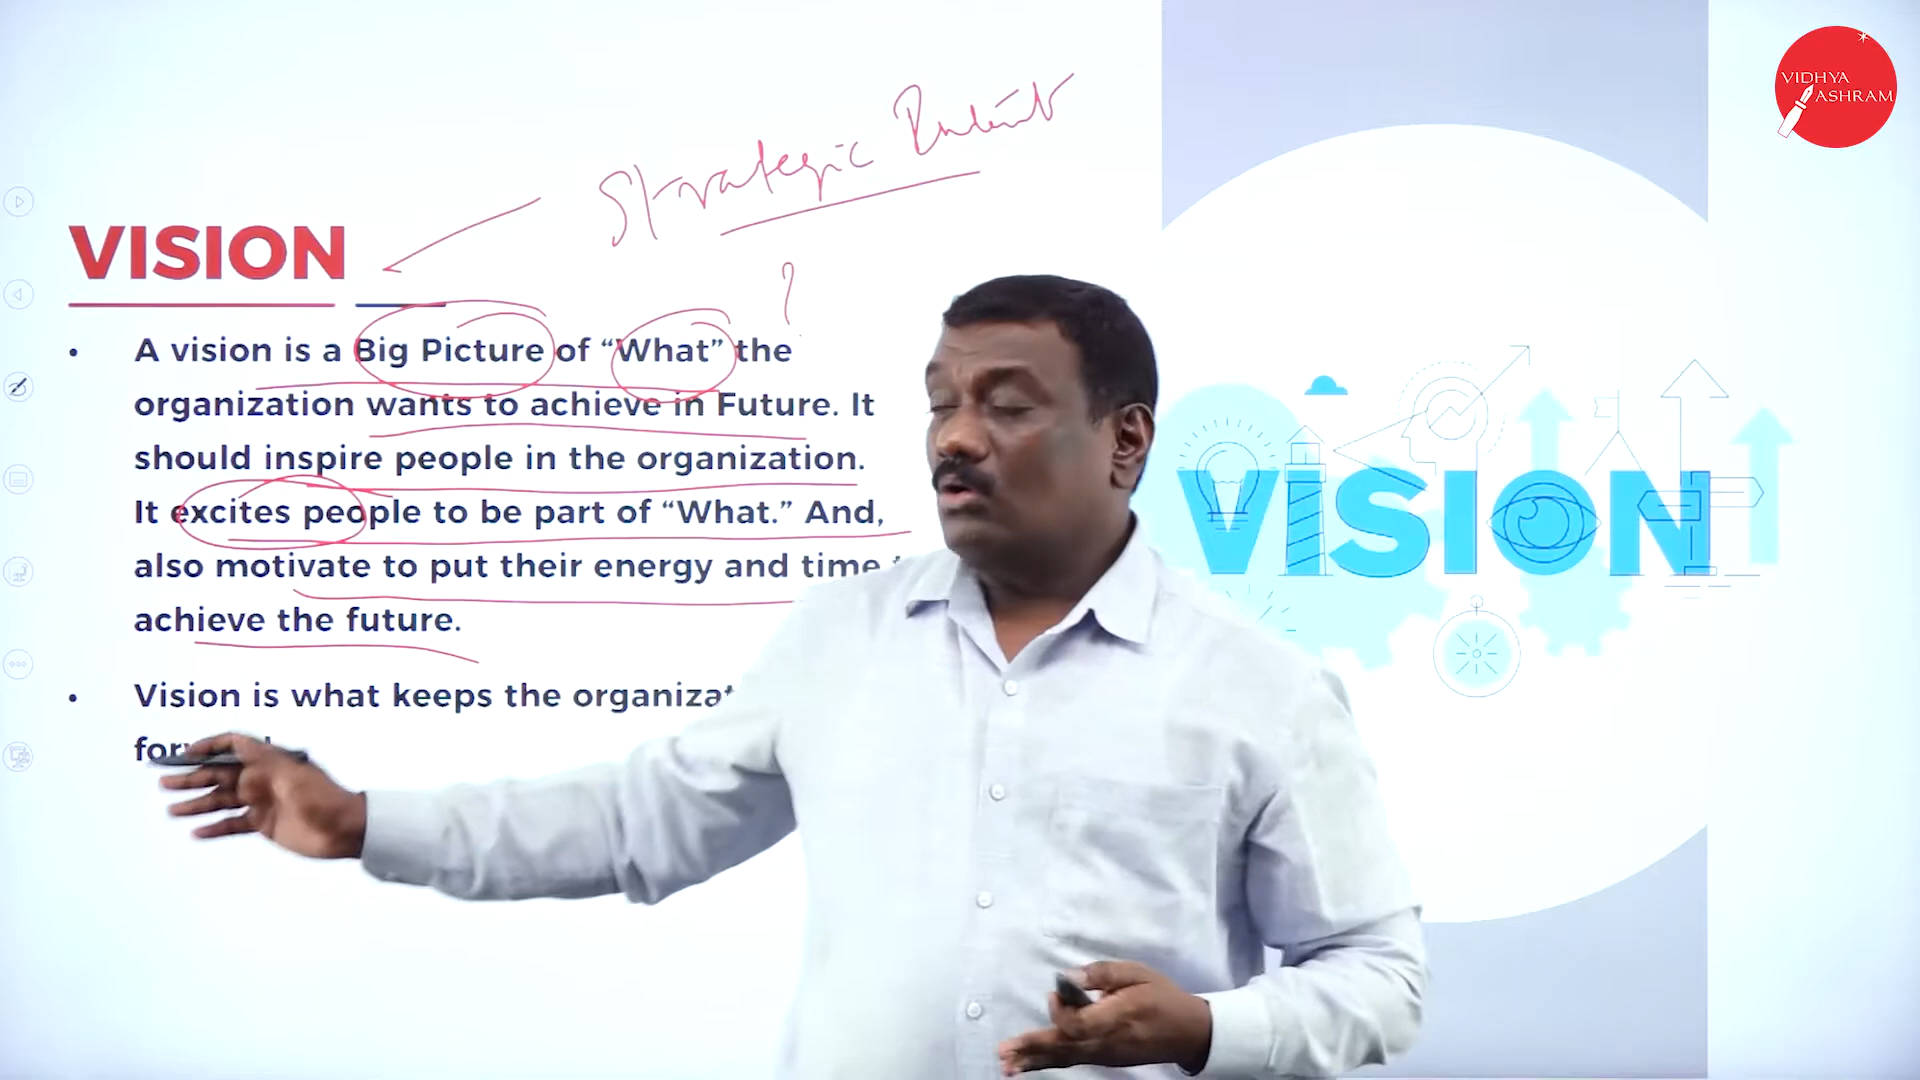 VIDHYA
ASHRAM
Strategic Intent
VISION
?
• A vision is a Big Picture of “What” the
organization wants to achieve in Future. It
should inspire people in the organization.
It excites people to be part of “What.” And,
also motivate to put their energy and time
achieve the future.
• Vision is what keeps the
VISION